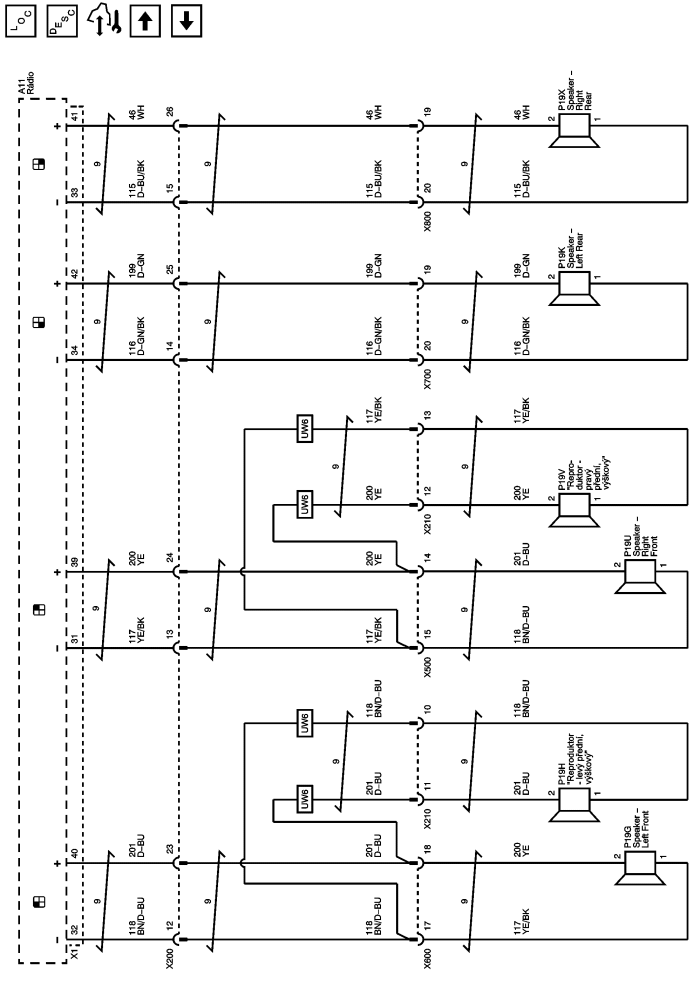 LOC
DESC
A11
Rádio
41
46
WH
26
46
WH
19
46
WH
P19X
Speaker –
Right
Rear
2
1
+
9
9
9
–
33
115
D–BU/BK
15
115
D–BU/BK
20
X800
115
D–BU/BK
42
199
D–GN
25
199
D–GN
19
199
D–GN
P19K
Speaker –
Left Rear
2
1
+
9
9
9
–
34
116
D–GN/BK
14
116
D–GN/BK
20
X700
116
D–GN/BK
UW6
117
YE/BK
13
117
YE/BK
9
9
UW6
200
YE
12
X210
200
YE
P19V
"Repro-
duktor -
pravý
přední,
výškový"
2
1
39
200
YE
24
200
YE
14
201
D–BU
P19U
Speaker –
Right
Front
2
1
+
9
9
9
–
31
117
YE/BK
13
117
YE/BK
15
X500
118
BN/D–BU
UW6
118
BN/D–BU
10
118
BN/D–BU
9
9
UW6
201
D–BU
11
X210
201
D–BU
P19H
"Reproduktor
- levý přední,
výškový"
2
1
40
201
D–BU
23
201
D–BU
18
200
YE
P19G
Speaker –
Left Front
2
1
+
9
9
9
–
32
X1
118
BN/D–BU
12
X200
118
BN/D–BU
17
X600
117
YE/BK